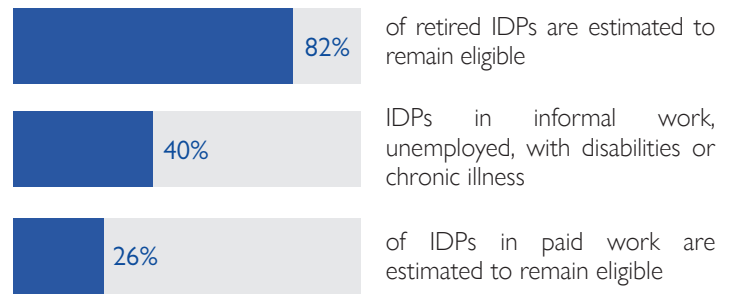 82%
of retired IDPs are estimated to
remain eligible
40%
IDPs in informal work,
unemployed, with disabilities or
chronic illness
26%
of IDPs in paid work are
estimated to remain eligible